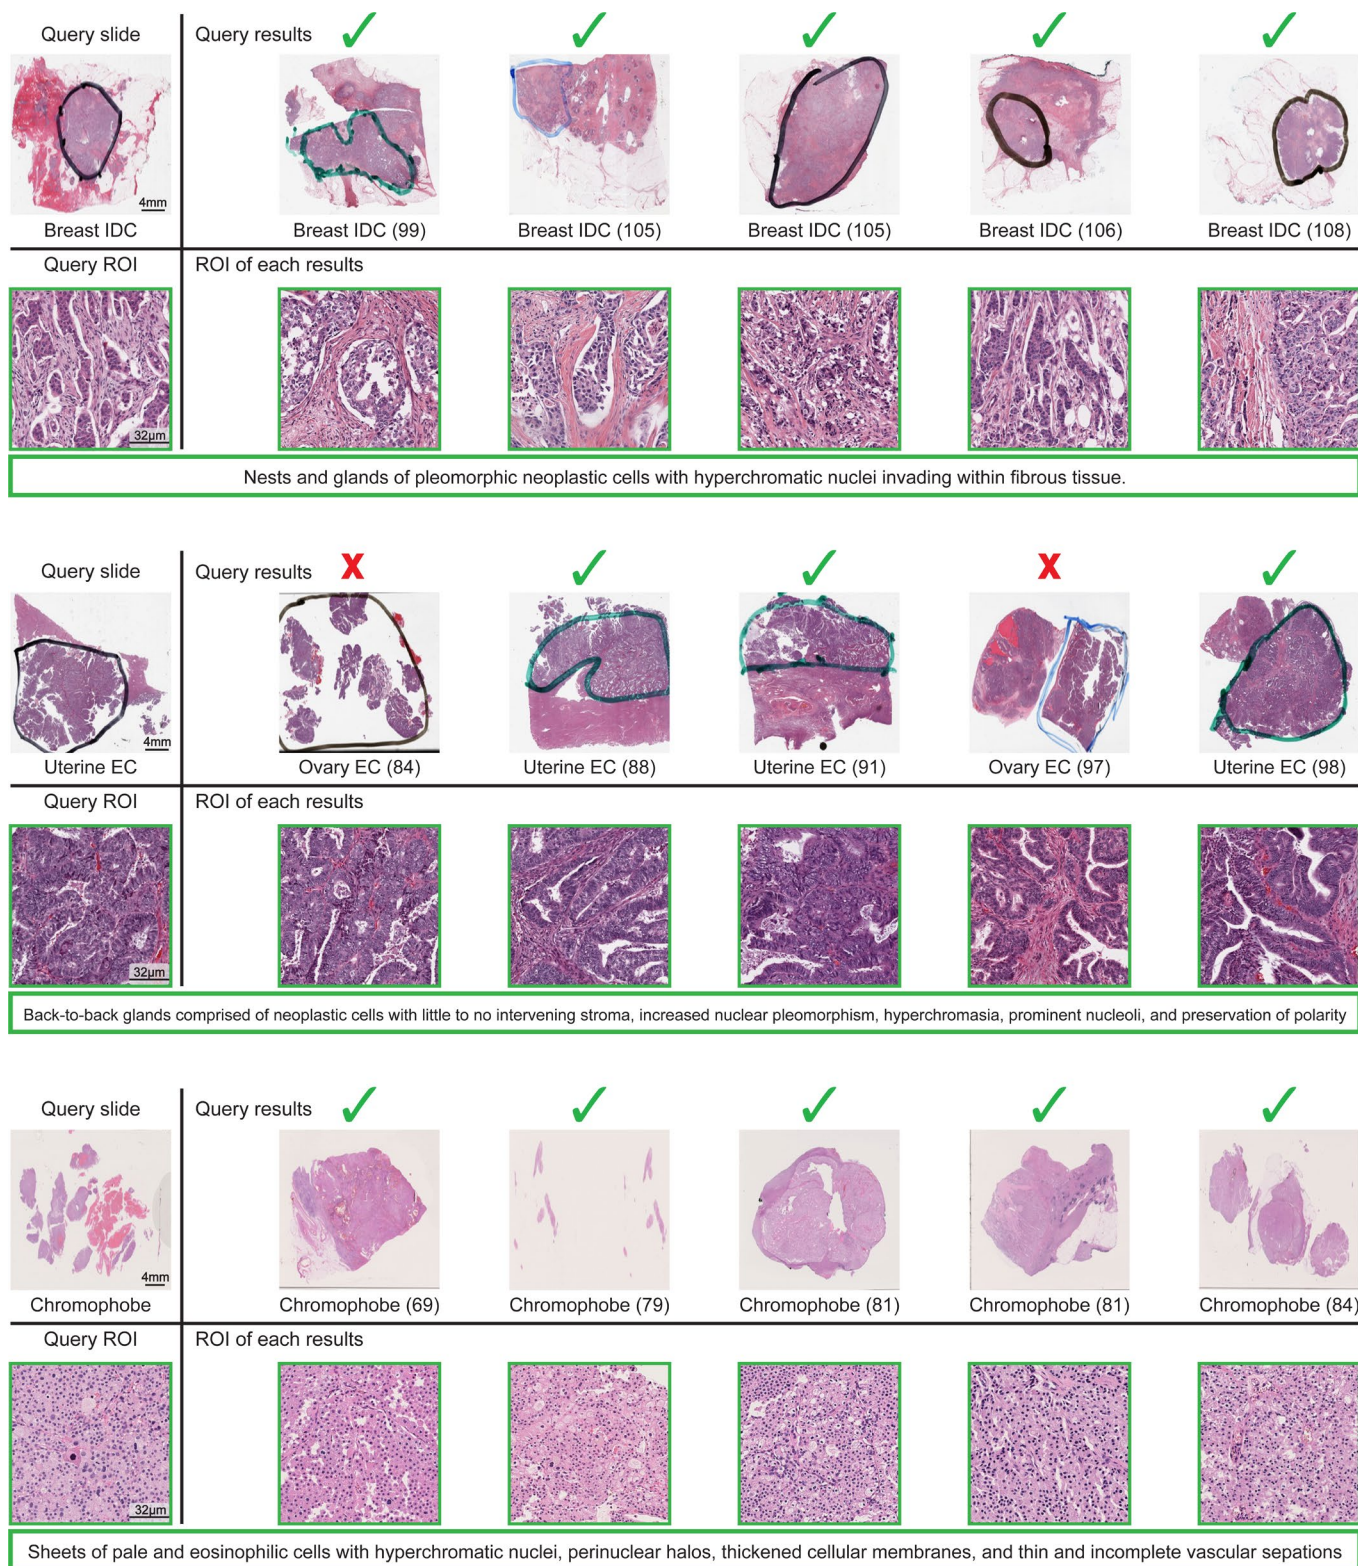 Query slide
Query results
4mm
Breast IDC
Breast IDC (99)
Breast IDC (105)
Breast IDC (105)
Breast IDC (106)
Breast IDC (108)
Query ROI
ROI of each results
32μm
Nests and glands of pleomorphic neoplastic cells with hyperchromatic nuclei invading within fibrous tissue.
Query slide
Query results
X
X
4mm
Uterine EC
Ovary EC (84)
Uterine EC (88)
Uterine EC (91)
Ovary EC (97)
Uterine EC (98)
Query ROI
ROI of each results
32μm
Back-to-back glands comprised of neoplastic cells with little to no intervening stroma, increased nuclear pleomorphism, hyperchromasia, prominent nucleoli, and preservation of polarity
Query slide
Query results
4mm
Chromophobe
Chromophobe (69)
Chromophobe (79)
Chromophobe (81)
Chromophobe (81)
Chromophobe (84)
Query ROI
ROI of each results
32μm
Sheets of pale and eosinophilic cells with hyperchromatic nuclei, perinuclear halos, thickened cellular membranes, and thin and incomplete vascular sepations